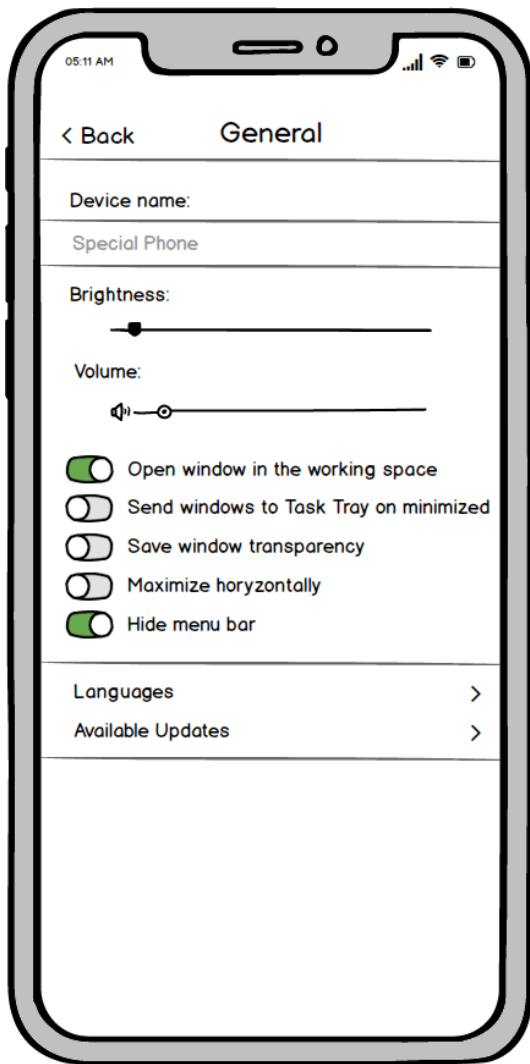 05:11 AM
< Back General
Device name:
Special Phone
Brightness:
Volume:
Open window in the working space
Send windows to Task Tray on minimized
Save window transparency
Maximize horyzontally
Hide menu bar
Languages >
Available Updates >